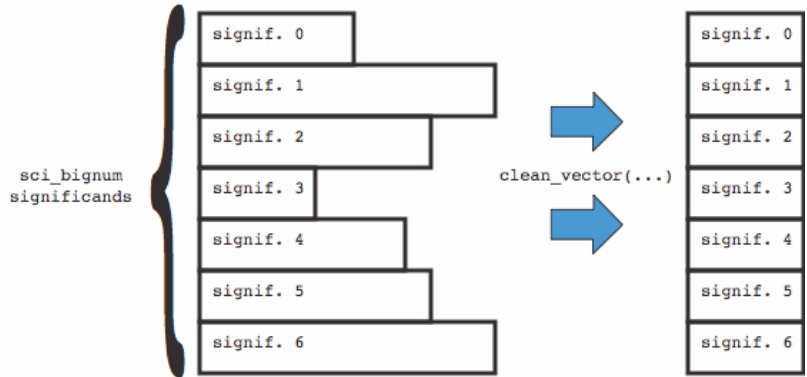 signif. 0
signif. 1
signif. 2
signif. 3
signif. 4
signif. 5
signif. 6
sci_bignum
significands
clean_vector(...)
signif. 0
signif. 1
signif. 2
signif. 3
signif. 4
signif. 5
signif. 6